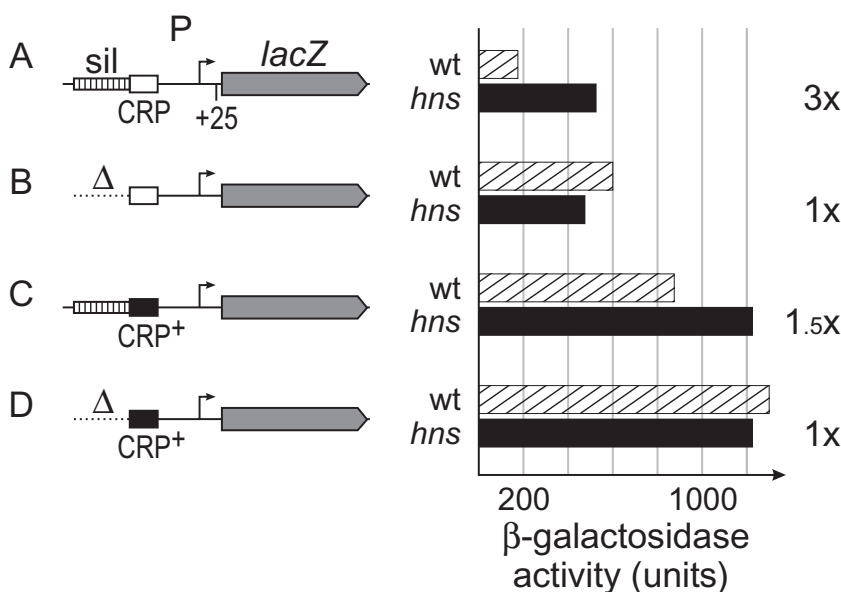 P
A
sil
lacZ
CRP
+25
wt
hns
3x
B
Δ
wt
hns
1x
C
CRP+
wt
hns
1.5x
D
Δ
CRP+
wt
hns
1x
200
1000
β-galactosidase
activity (units)